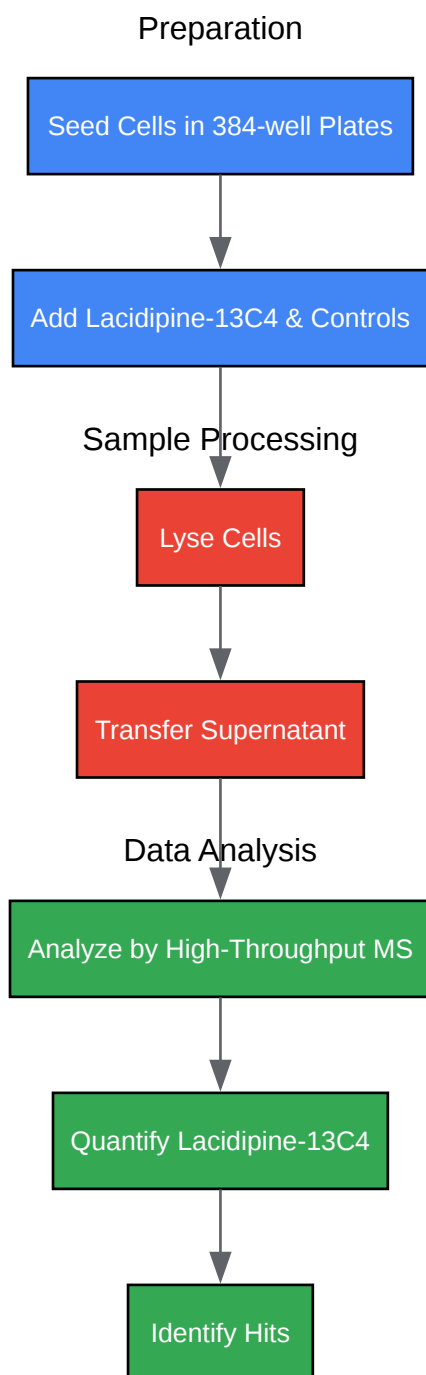 Preparation
Seed Cells in 384-well Plates
Add Lacidipine-13C4 & Controls
Sample Processing
Lyse Cells
Transfer Supernatant
Data Analysis
Analyze by High-Throughput MS
Quantify Lacidipine-13C4
Identify Hits